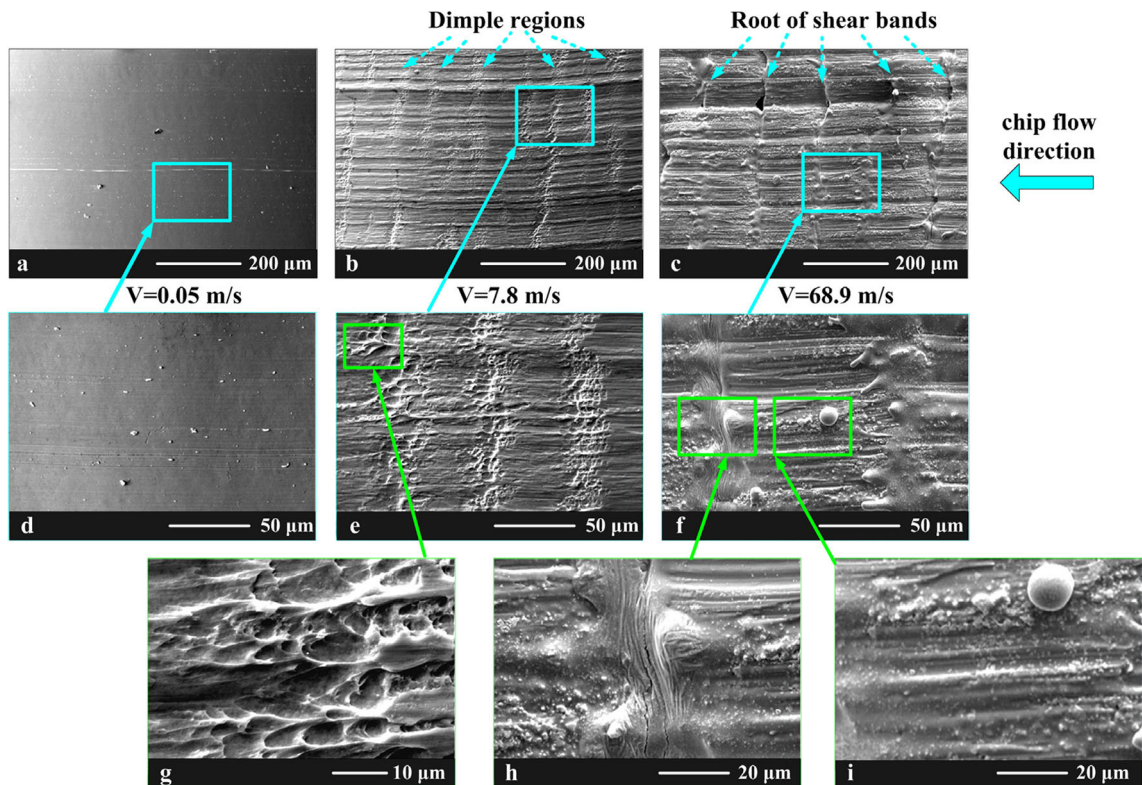 Dimple regions
Root of shear bands
chip flow
direction
a 200 μm
b 200 μm
c 200 μm
V=0.05 m/s
V=7.8 m/s
V=68.9 m/s
d 50 μm
e 50 μm
f 50 μm
g 10 μm
h 20 μm
i 20 μm